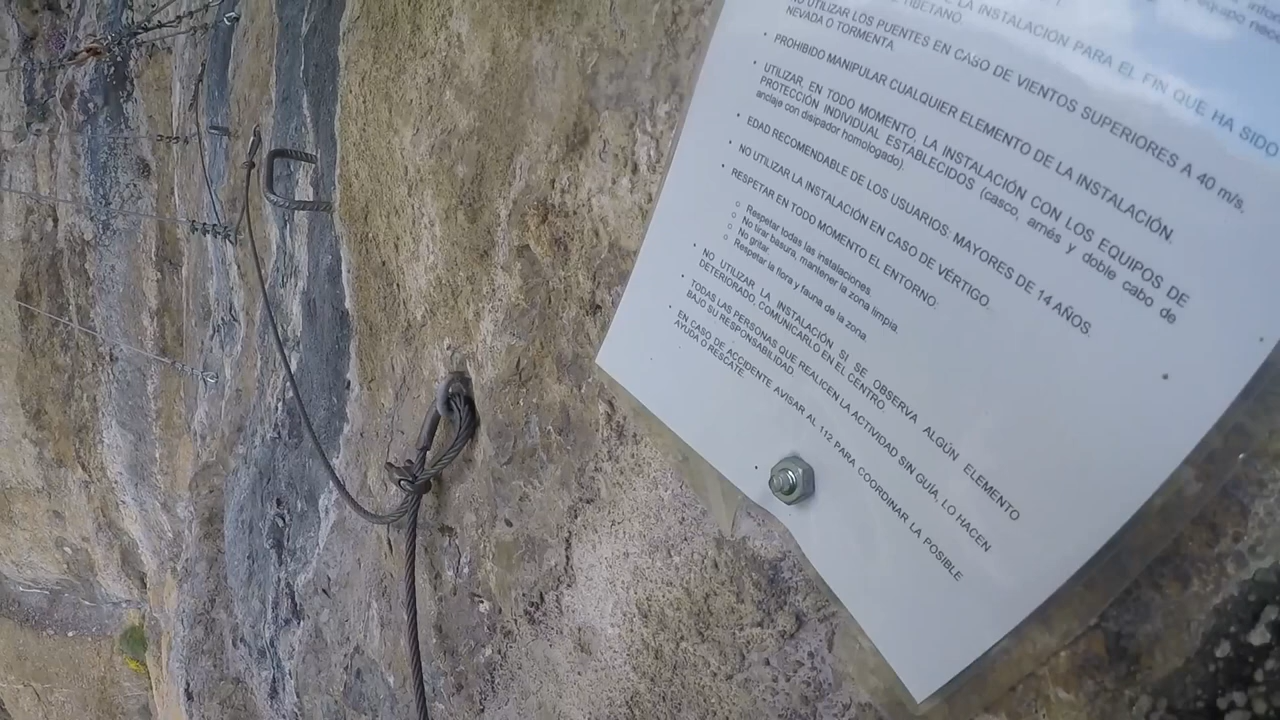 LA INSTALACIÓN PARA EL FIN QUE HA SIDO
TIBETANO.
NO UTILIZAR LOS PUENTES EN CASO DE VIENTOS SUPERIORES A 40 m/s,
NEVADA O TORMENTA
• PROHIBIDO MANIPULAR CUALQUIER ELEMENTO DE LA INSTALACIÓN.
• UTILIZAR, EN TODO MOMENTO, LA INSTALACIÓN CON LOS EQUIPOS DE
PROTECCIÓN INDIVIDUAL ESTABLECIDOS (casco, arnés y doble cabo de
anclaje con disipador homologado).
• EDAD RECOMENDABLE DE LOS USUARIOS: MAYORES DE 14 AÑOS.
• NO UTILIZAR LA INSTALACIÓN EN CASO DE VÉRTIGO.
• RESPETAR EN TODO MOMENTO EL ENTORNO:
o Respetar todas las instalaciones.
o No tirar basura, mantener la zona limpia.
o No gritar
o Respetar la flora y fauna de la zona
• NO UTILIZAR LA INSTALACIÓN SI SE OBSERVA ALGÚN ELEMENTO
DETERIORADO, COMUNICARLO EN EL CENTRO.
• TODAS LAS PERSONAS QUE REALICEN LA ACTIVIDAD SIN GUÍA, LO HACEN
BAJO SU RESPONSABILIDAD.
• EN CASO DE ACCIDENTE AVISAR AL 112 PARA COORDINAR LA POSIBLE
AYUDA O RESCATE.